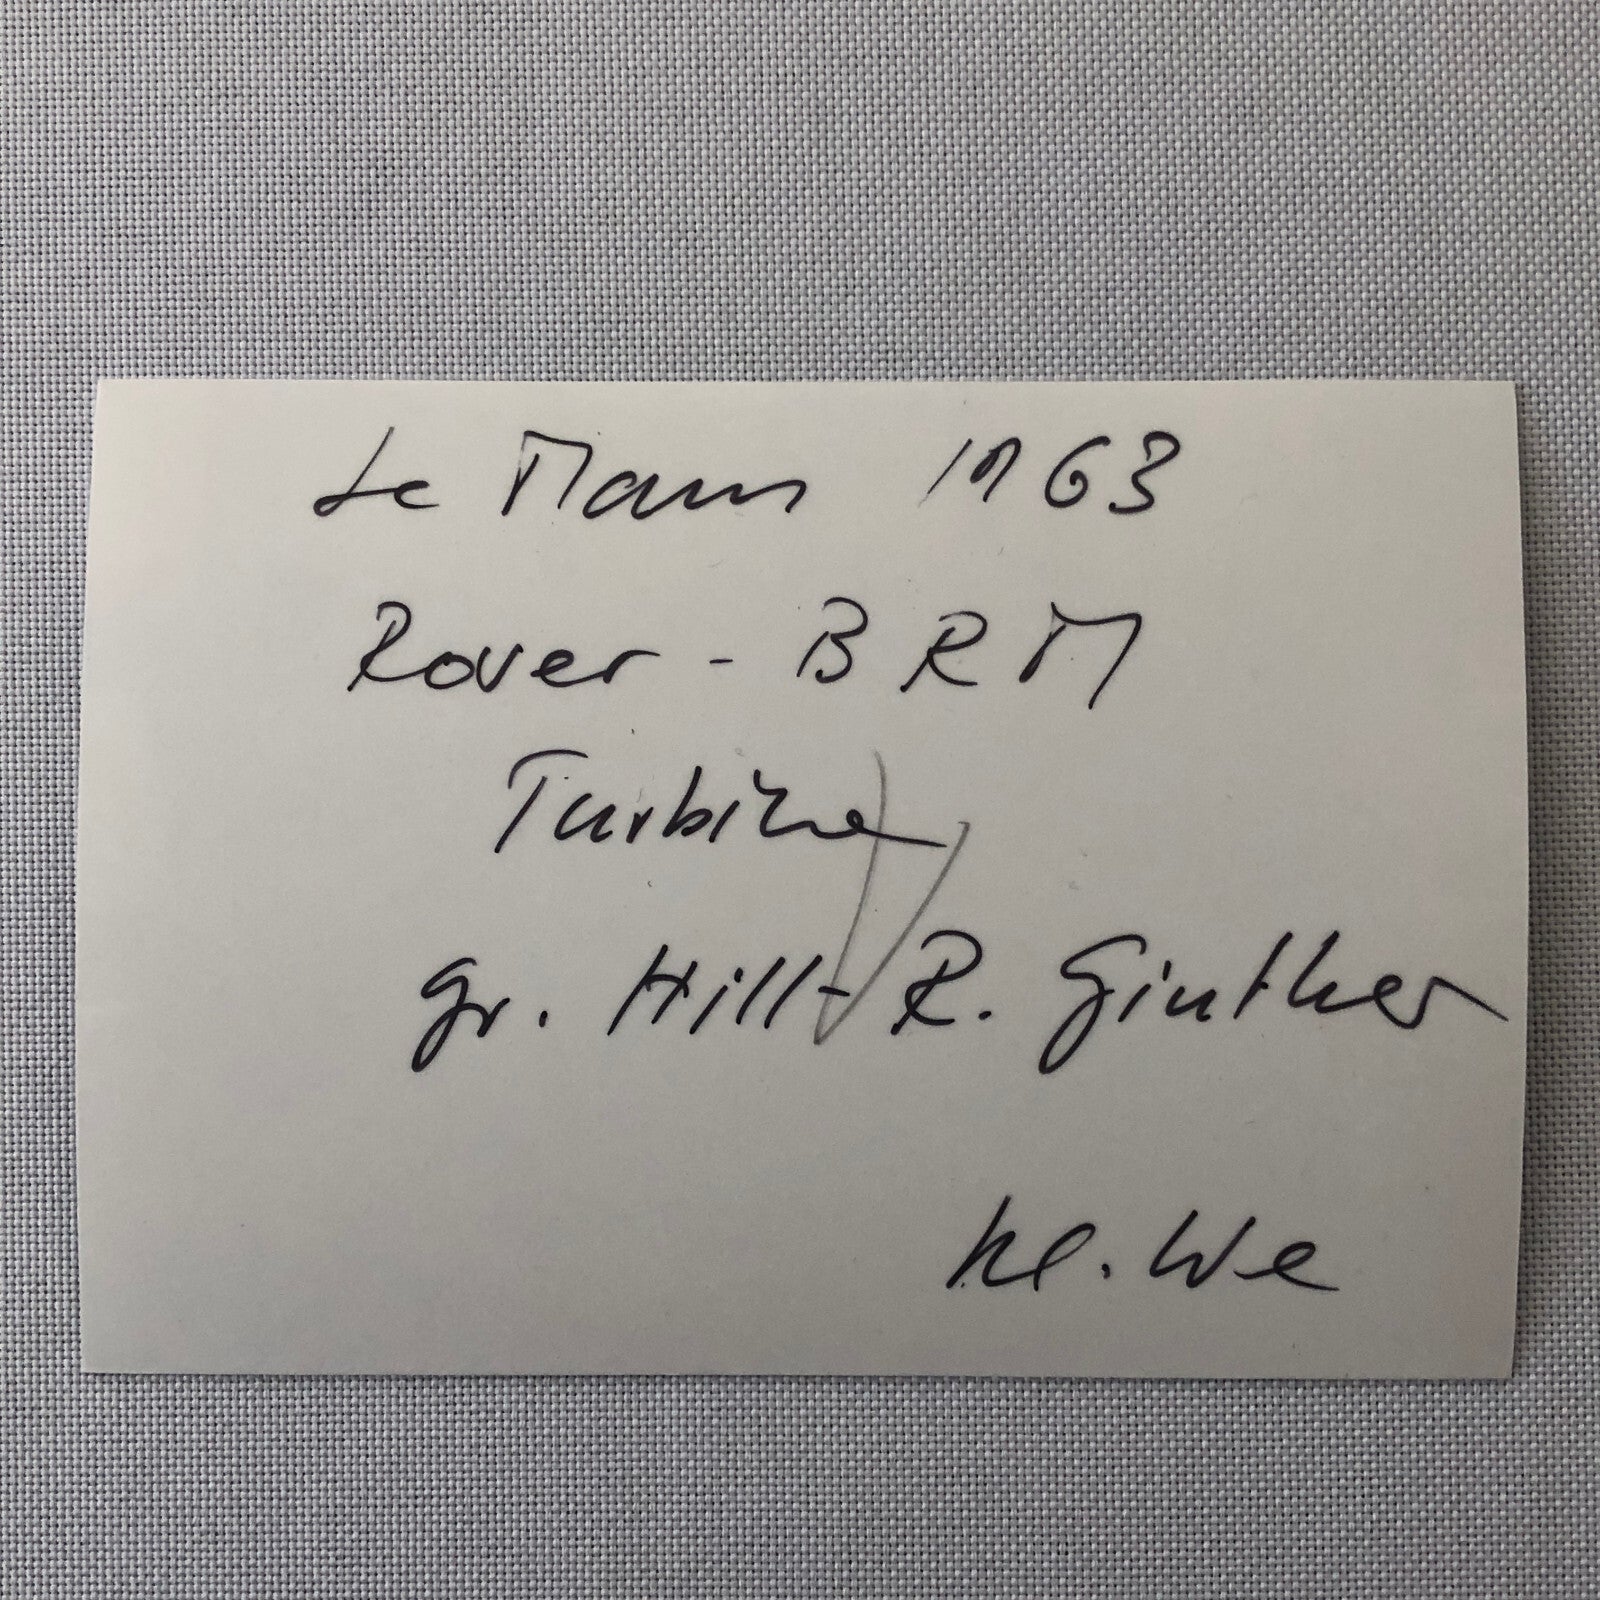 Le Mans 1963
Rover - BRM
Turbine
gr. Hill - R. Ginther
Kl. We